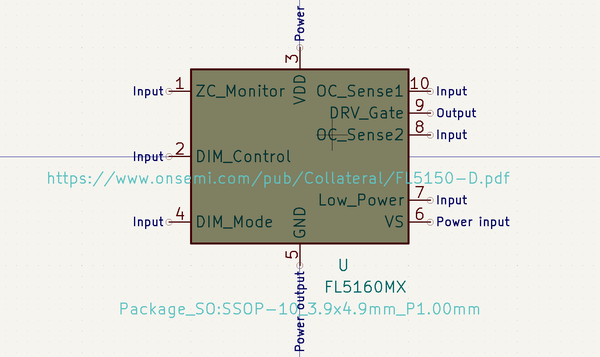 Power
3
VDD
Input 1 ZC_Monitor OC_Sense1 10 Input
DRV_Gate 9 Output
OC_Sense2 8 Input
Input 2 DIM_Control
https://www.onsemi.com/pub/Collateral/FL5150-D.pdf
Low_Power 7 Input
Input 4 DIM_Mode VS 6 Power input
GND
5
Power output
U
FL5160MX
Package_SO:SSOP-10_3.9x4.9mm_P1.00mm